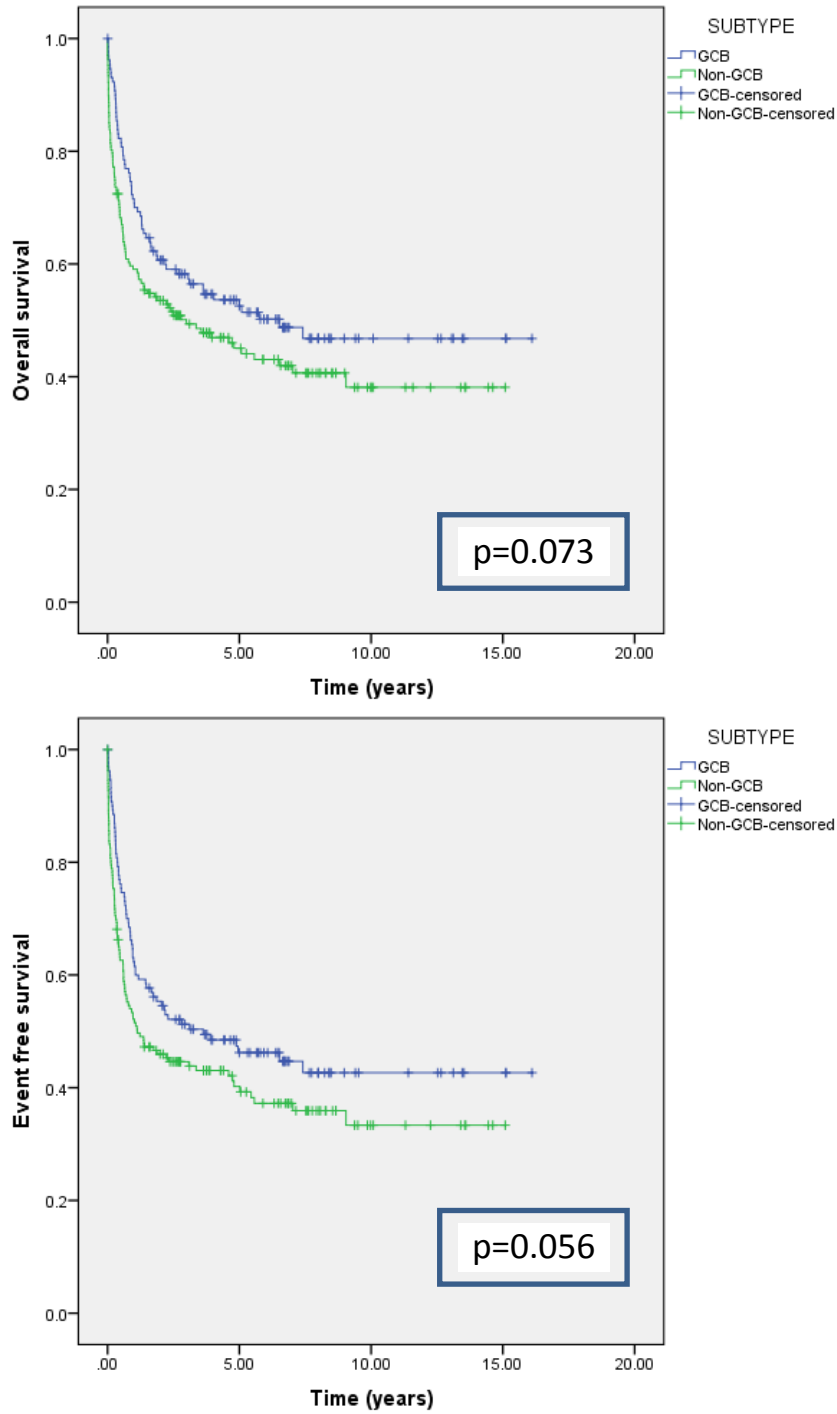 SUBTYPE
GCB
Non-GCB
GCB-censored
Non-GCB-censored
Overall survival
1.0
0.8
0.6
0.4
0.2
0.0
p=0.073
.00 5.00 10.00 15.00 20.00
Time (years)
SUBTYPE
GCB
Non-GCB
GCB-censored
Non-GCB-censored
Event free survival
1.0
0.8
0.6
0.4
0.2
0.0
p=0.056
.00 5.00 10.00 15.00 20.00
Time (years)